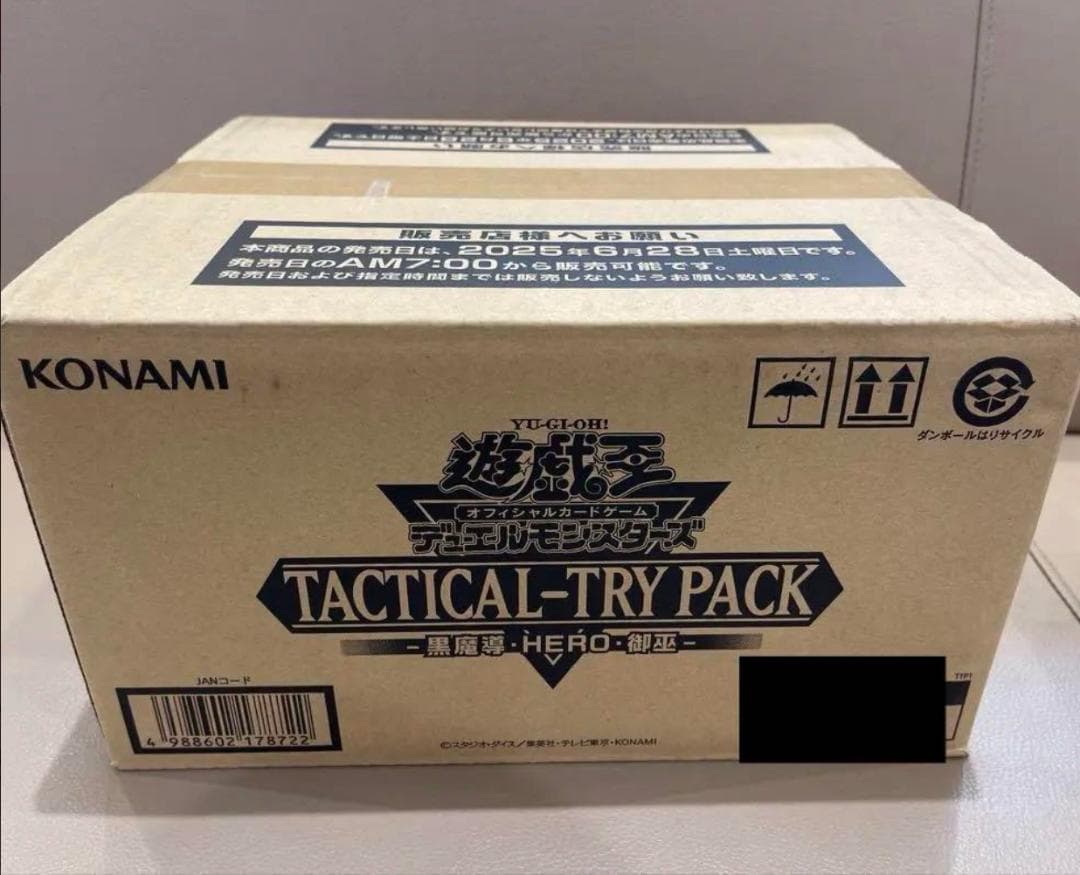 販売店様へお願い
本商品の発売日は、2025年6月28日土曜日です。
発売日のAM7:00から販売可能です。
発売日および指定時間までは販売しないようお願い致します。
KONAMI
ダンボールはリサイクル
YU-GI-OH!
遊戯王
オフィシャルカードゲーム
デュエルモンスターズ
TACTICAL-TRY PACK
-黒魔導・HERO・御巫-
JANコード
4 988602 178722
TTP1
©スタジオ・ダイス/集英社・テレビ東京・KONAMI